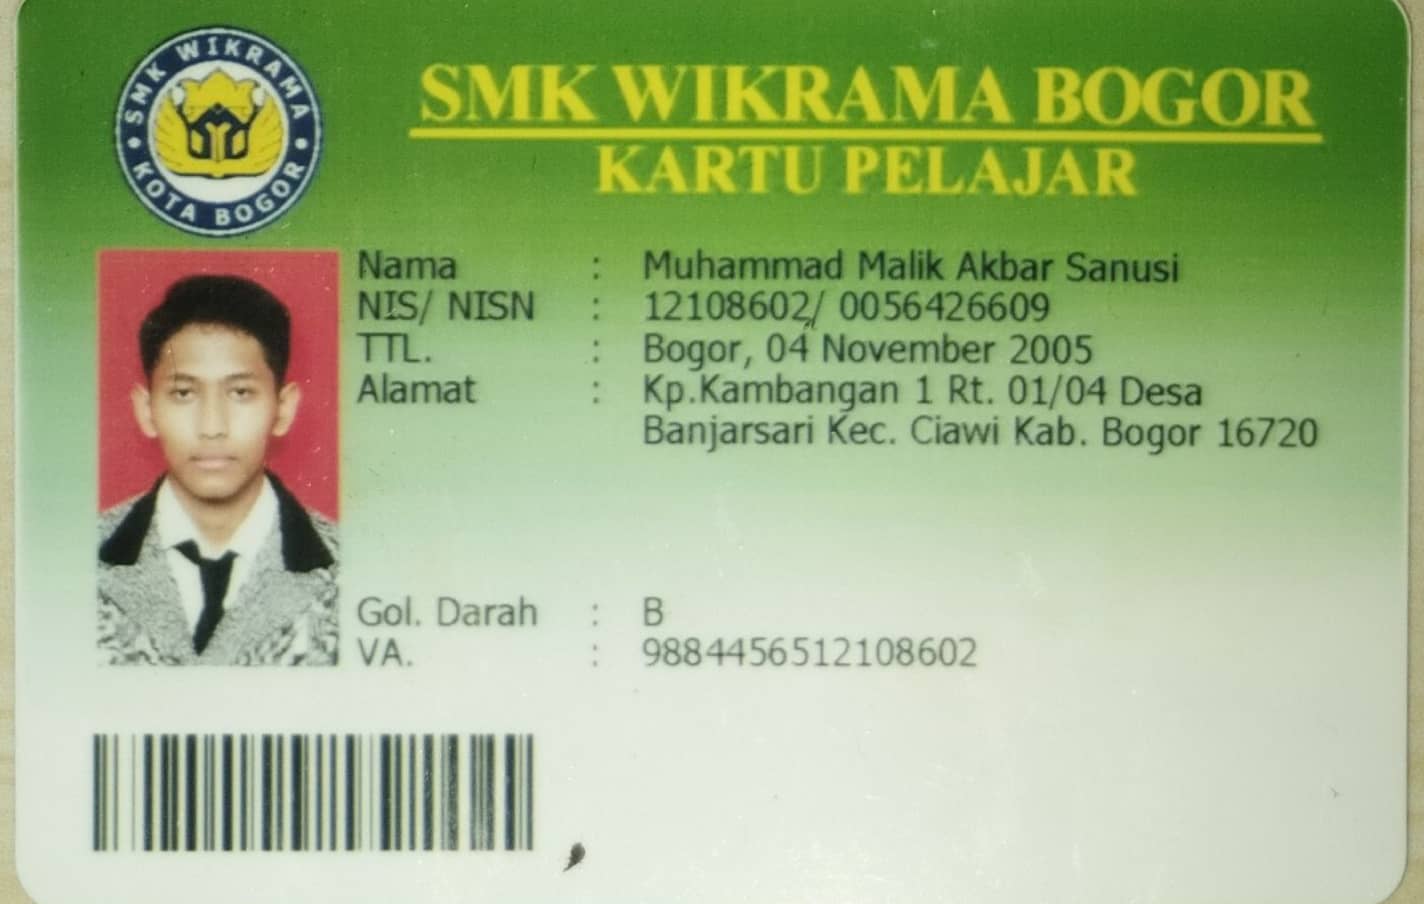 SMK WIKRAMA
KOTA BOGOR
SMK WIKRAMA BOGOR
KARTU PELAJAR
Nama : Muhammad Malik Akbar Sanusi
NIS/ NISN : 12108602/ 0056426609
TTL. : Bogor, 04 November 2005
Alamat : Kp.Kambangan 1 Rt. 01/04 Desa
Banjarsari Kec. Ciawi Kab. Bogor 16720
Gol. Darah : B
VA. : 9884456512108602